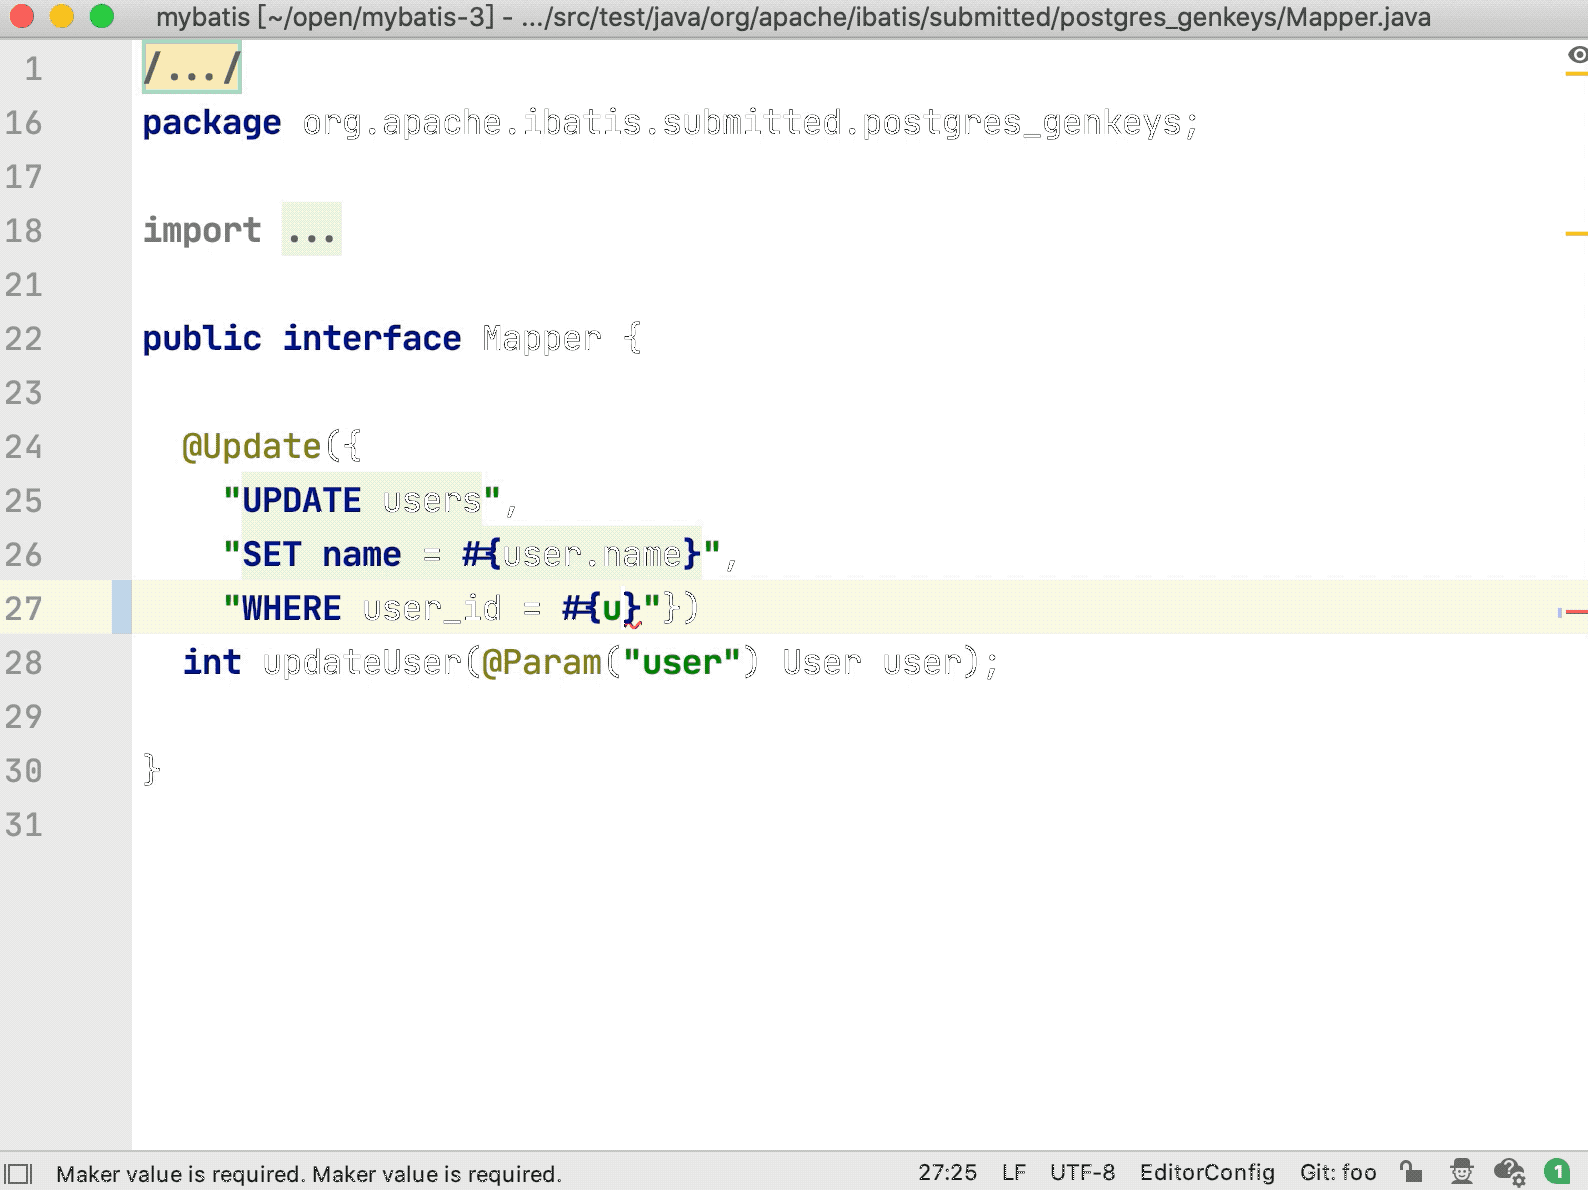 mybatis [~/open/mybatis-3] - .../src/test/java/org/apache/ibatis/submitted/postgres_genkeys/Mapper.java
1 /.../
16 package org.apache.ibatis.submitted.postgres_genkeys;
17
18 import ...
21
22 public interface Mapper {
23
24 @Update({
25 "UPDATE users",
26 "SET name = #{user.name}",
27 "WHERE user_id = #{u}"})
28 int updateUser(@Param("user") User user);
29
30 }
31
Maker value is required. Maker value is required. 27:25 LF UTF-8 EditorConfig Git: foo 1